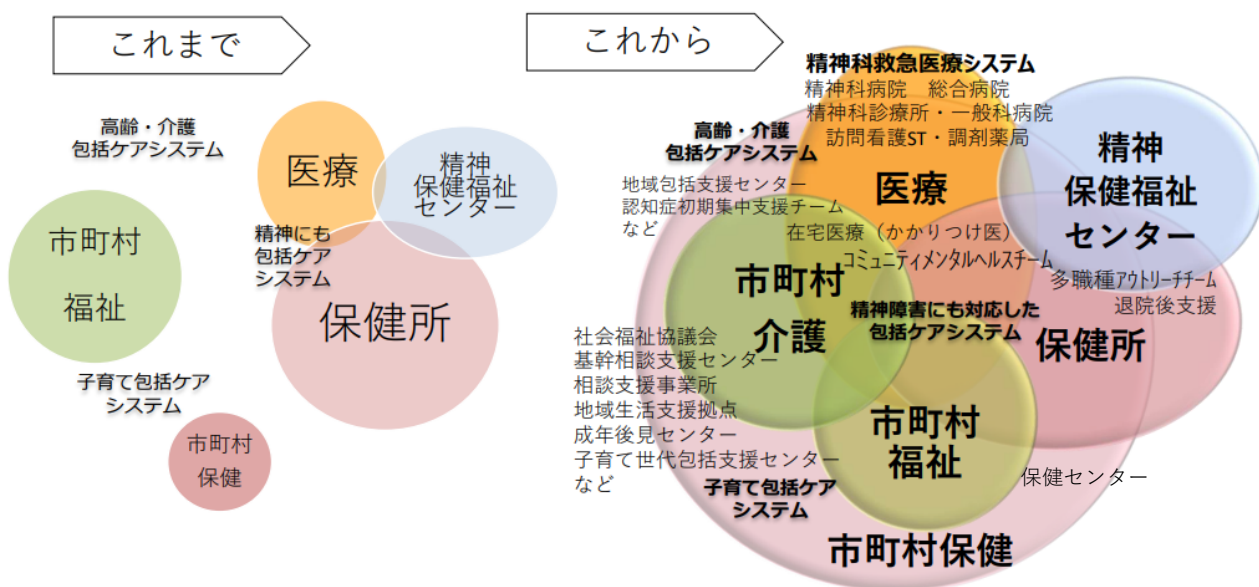 これまで
高齢・介護
包括ケアシステム
医療
精神
保健福祉
センター
市町村
福祉
精神にも
包括ケア
システム
保健所
子育て包括ケア
システム
市町村
保健
これから
精神科救急医療システム
精神科病院　総合病院
精神科診療所・一般科病院
訪問看護ST・調剤薬局
高齢・介護
包括ケアシステム
地域包括支援センター
認知症初期集中支援チーム
など
医療
精神
保健福祉
センター
在宅医療（かかりつけ医）
コミュニティメンタルヘルスチーム
市町村
介護
多職種アウトリーチチーム
退院後支援
精神障害にも対応した
包括ケアシステム
保健所
社会福祉協議会
基幹相談支援センター
相談支援事業所
地域生活支援拠点
成年後見センター
子育て世代包括支援センター
など
市町村
福祉
保健センター
子育て包括ケア
システム
市町村保健